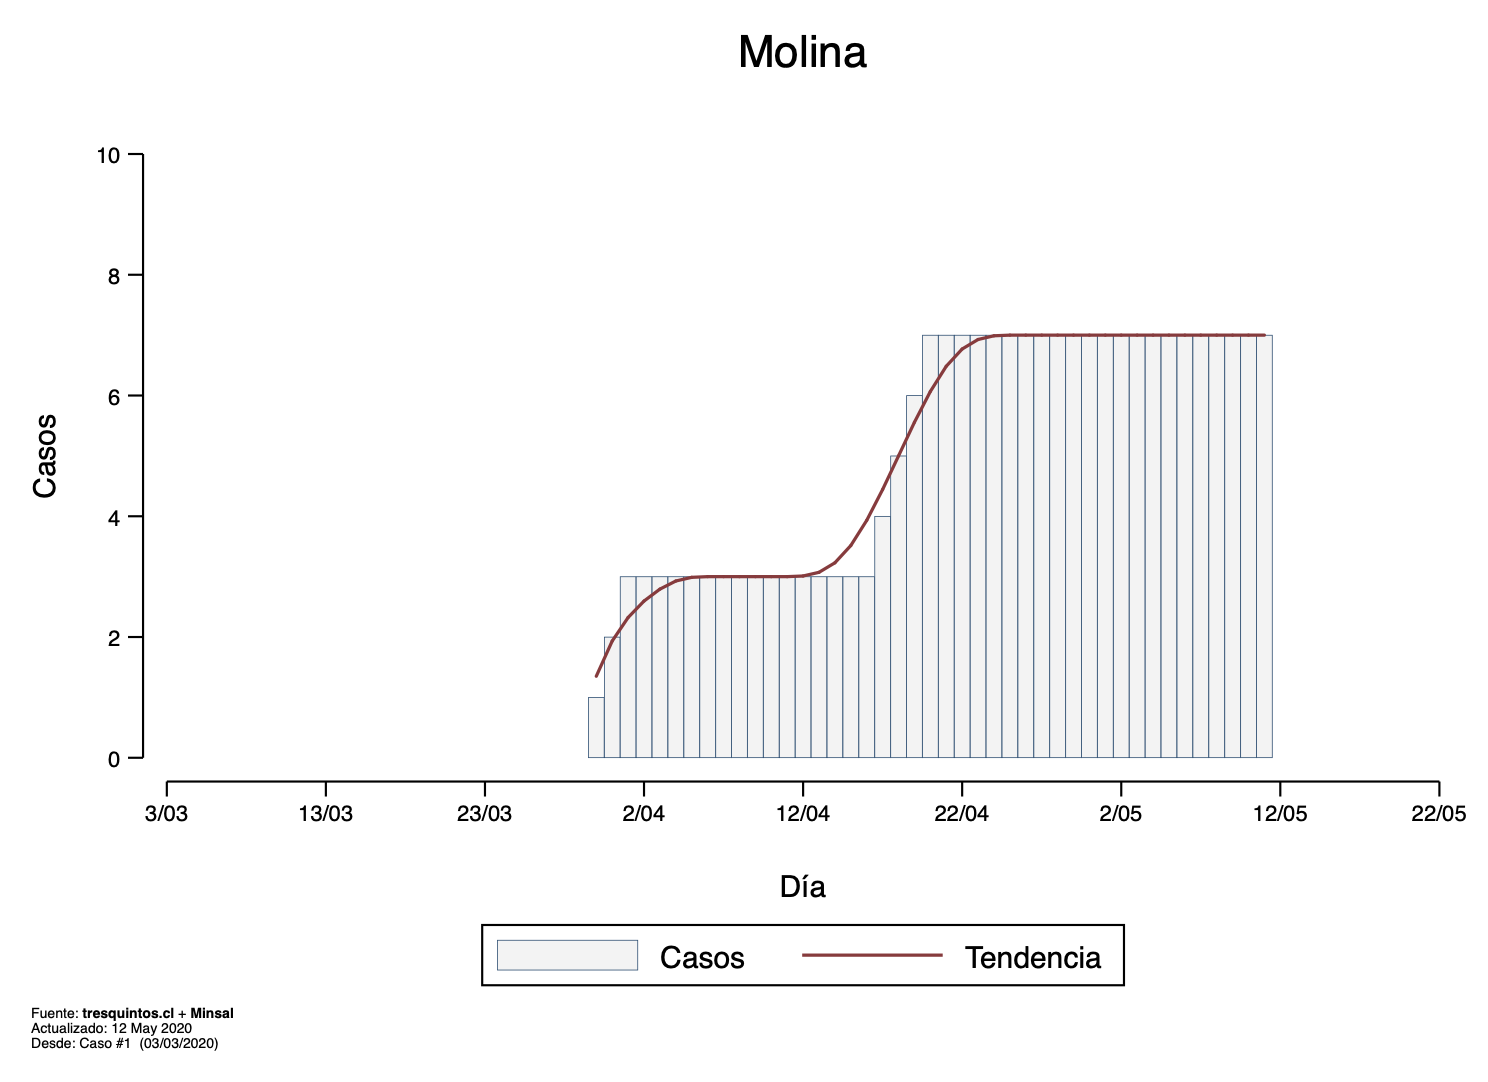 Molina
10
8
6
4
2
0
Casos
3/03 13/03 23/03 2/04 12/04 22/04 2/05 12/05 22/05
Día
Casos Tendencia
Fuente: tresquintos.cl + Minsal
Actualizado: 12 May 2020
Desde: Caso #1 (03/03/2020)